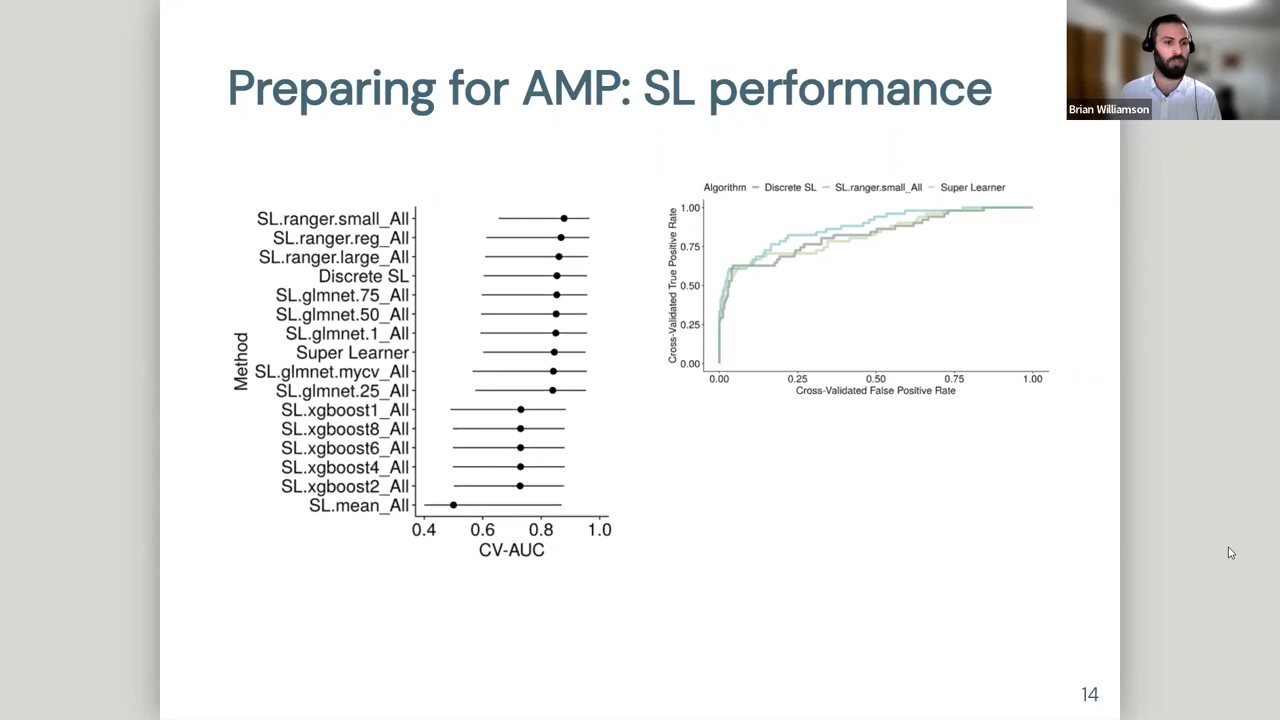 Preparing for AMP: SL performance
Brian Williamson
Method
SL.ranger.small_All
SL.ranger.reg_All
SL.ranger.large_All
Discrete SL
SL.glmnet.75_All
SL.glmnet.50_All
SL.glmnet.1_All
Super Learner
SL.glmnet.mycv_All
SL.glmnet.25_All
SL.xgboost1_All
SL.xgboost8_All
SL.xgboost6_All
SL.xgboost4_All
SL.xgboost2_All
SL.mean_All
0.4 0.6 0.8 1.0
CV-AUC
Algorithm Discrete SL SL.ranger.small_All Super Learner
Cross-Validated True Positive Rate
1.00
0.75
0.50
0.25
0.00
0.00 0.25 0.50 0.75 1.00
Cross-Validated False Positive Rate
14